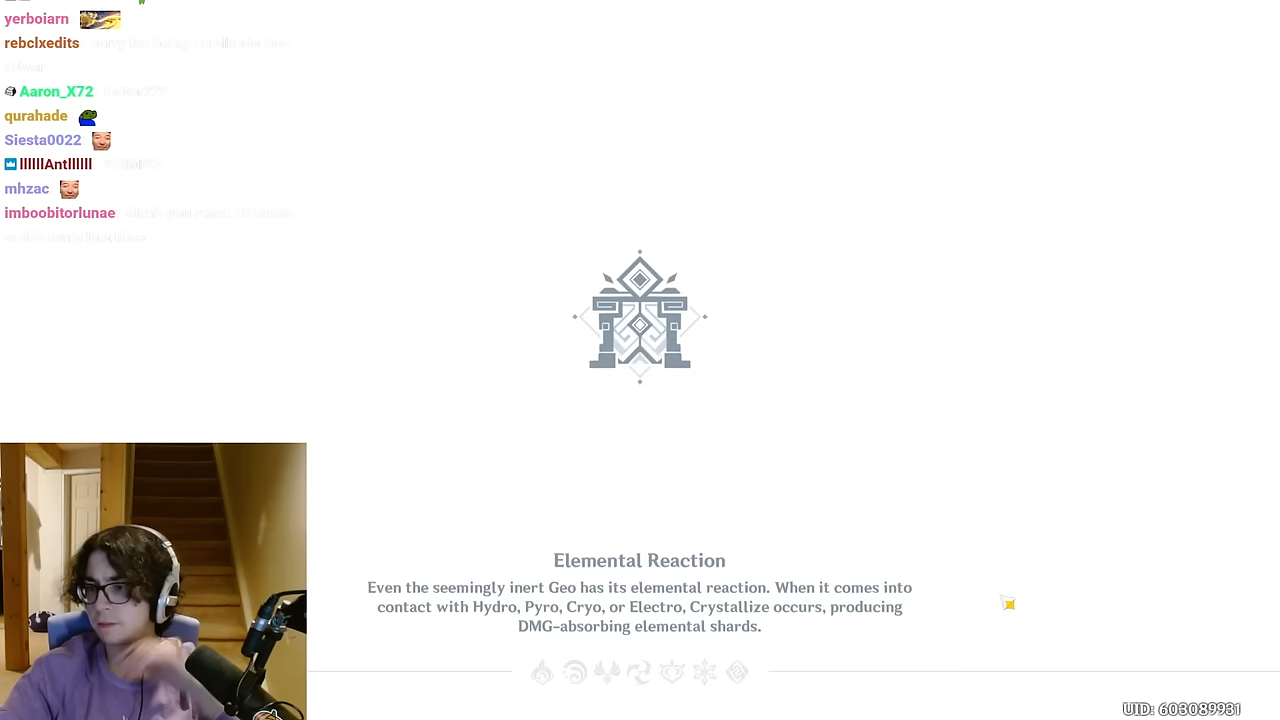 yerboiarn
rebclxedits
Aaron_X72
qurahade
Siesta0022
llllllAntllllll
mhzac
imboobitorlunae
Elemental Reaction
Even the seemingly inert Geo has its elemental reaction. When it comes into
contact with Hydro, Pyro, Cryo, or Electro, Crystallize occurs, producing
DMG-absorbing elemental shards.
UID: 603089931